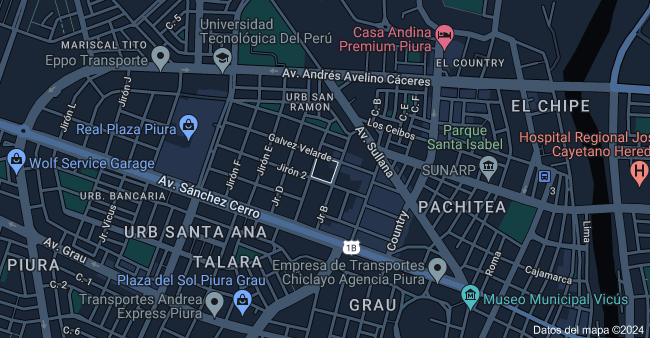 C. 5
Universidad
Tecnológica Del Perú
Casa Andina
Premium Piura
MARISCAL TITO
Eppo Transporte
EL COUNTRY
Av. Andrés Avelino Cáceres
Jirón L
Jirón J
URB SAN
RAMON
C.-B
C. E
C. F
EL CHIPE
Los Ceibos
Real Plaza Piura
Galvez Velarde
Av. Sullana
Parque
Santa Isabel
Hospital Regional Jos
Cayetano Hered
Wolf Service Garage
Jirón F
Jirón E
Jirón 2
SUNARP
3
Av. Sánchez Cerro
URB. BANCARIA
Jr. Vicus
Jr. D
Jr B
PACHITEA
Country
Lima
URB SANTA ANA
Av. Grau
1B
PIURA
TALARA
C. 1
C. 2
Empresa de Transportes
Chiclayo Agencia Piura
Roma
Cajamarca
Plaza del Sol Piura Grau
Transportes Andrea
Express Piura
GRAU
Museo Municipal Vicús
C. 6
Datos del mapa ©2024